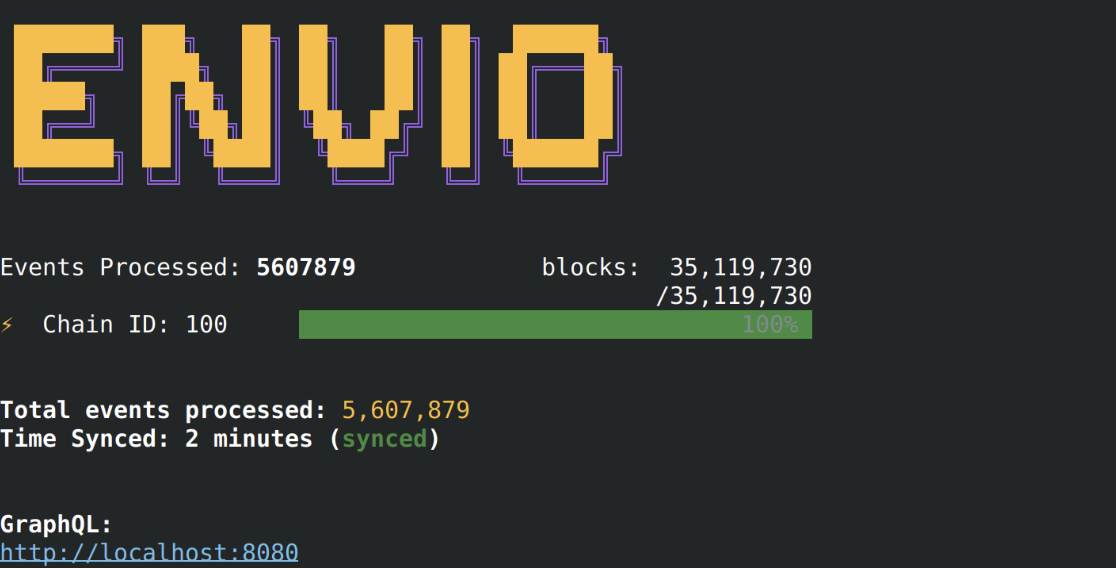 ENVIO
Events Processed: 5607879 blocks: 35,119,730
/35,119,730
⚡ Chain ID: 100 100%
Total events processed: 5,607,879
Time Synced: 2 minutes (synced)
GraphQL:
http://localhost:8080